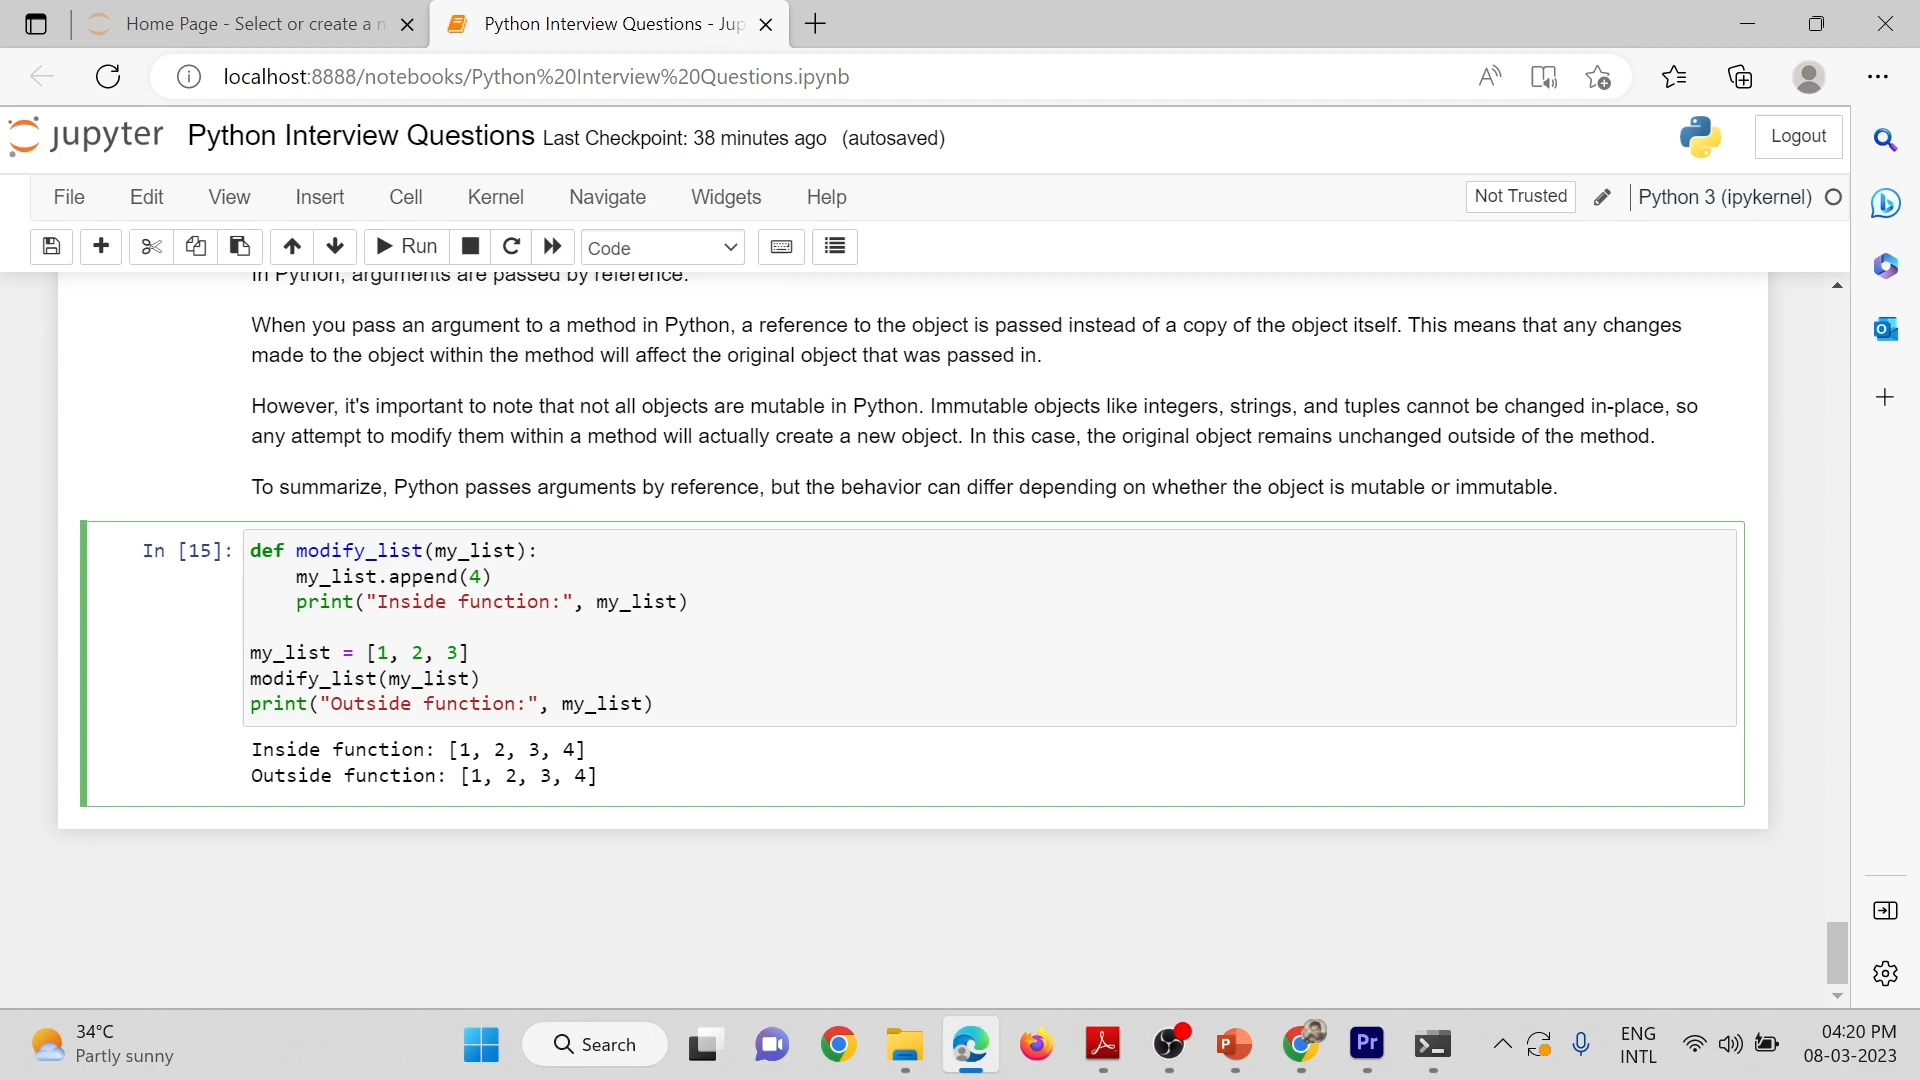 Home Page - Select or create a n
Python Interview Questions - Jup
localhost:8888/notebooks/Python%20Interview%20Questions.ipynb
jupyter Python Interview Questions Last Checkpoint: 38 minutes ago (autosaved)
Logout
File Edit View Insert Cell Kernel Navigate Widgets Help
Not Trusted
Python 3 (ipykernel)
Run
Code
In Python, arguments are passed by reference.
When you pass an argument to a method in Python, a reference to the object is passed instead of a copy of the object itself. This means that any changes
made to the object within the method will affect the original object that was passed in.
However, it's important to note that not all objects are mutable in Python. Immutable objects like integers, strings, and tuples cannot be changed in-place, so
any attempt to modify them within a method will actually create a new object. In this case, the original object remains unchanged outside of the method.
To summarize, Python passes arguments by reference, but the behavior can differ depending on whether the object is mutable or immutable.
In [15]: def modify_list(my_list):
my_list.append(4)
print("Inside function:", my_list)
my_list = [1, 2, 3]
modify_list(my_list)
print("Outside function:", my_list)
Inside function: [1, 2, 3, 4]
Outside function: [1, 2, 3, 4]
34°C
Partly sunny
Search
Pr
ENG
INTL
04:20 PM
08-03-2023